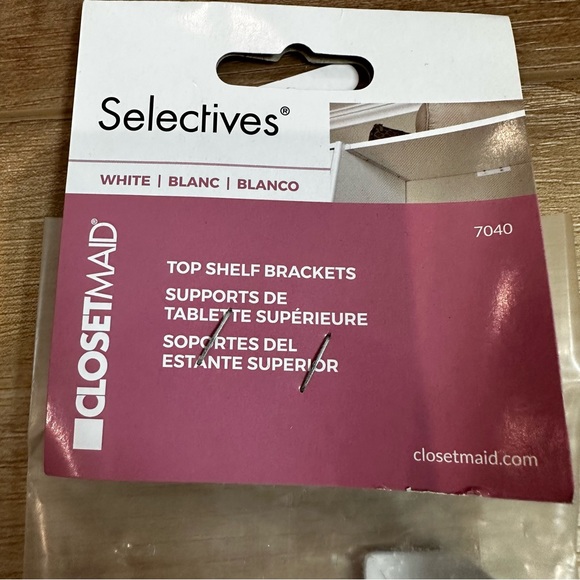 Selectives®
WHITE | BLANC | BLANCO
7040
CLOSETMAID®
TOP SHELF BRACKETS
SUPPORTS DE
TABLETTE SUPÉRIEURE
SOPORTES DEL
ESTANTE SUPERIOR
closetmaid.com